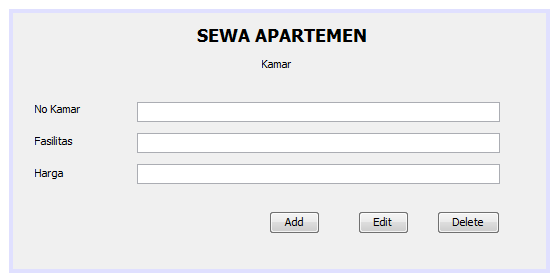 SEWA APARTEMEN
Kamar
No Kamar
Fasilitas
Harga
Add Edit Delete